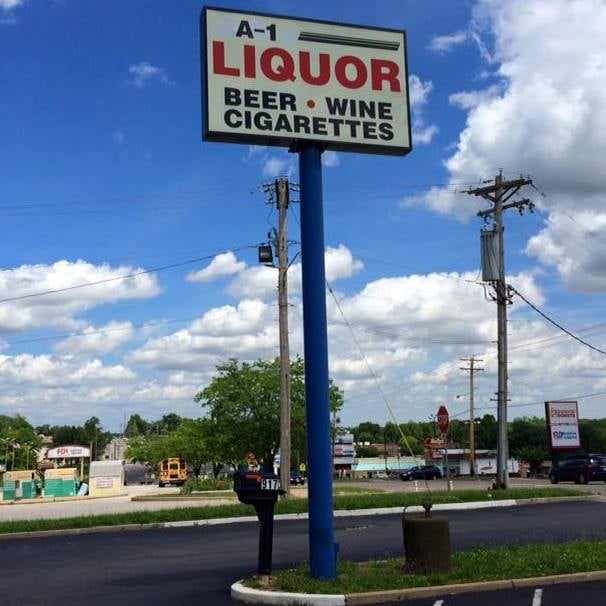 A-1
LIQUOR
BEER • WINE
CIGARETTES
FOX
917